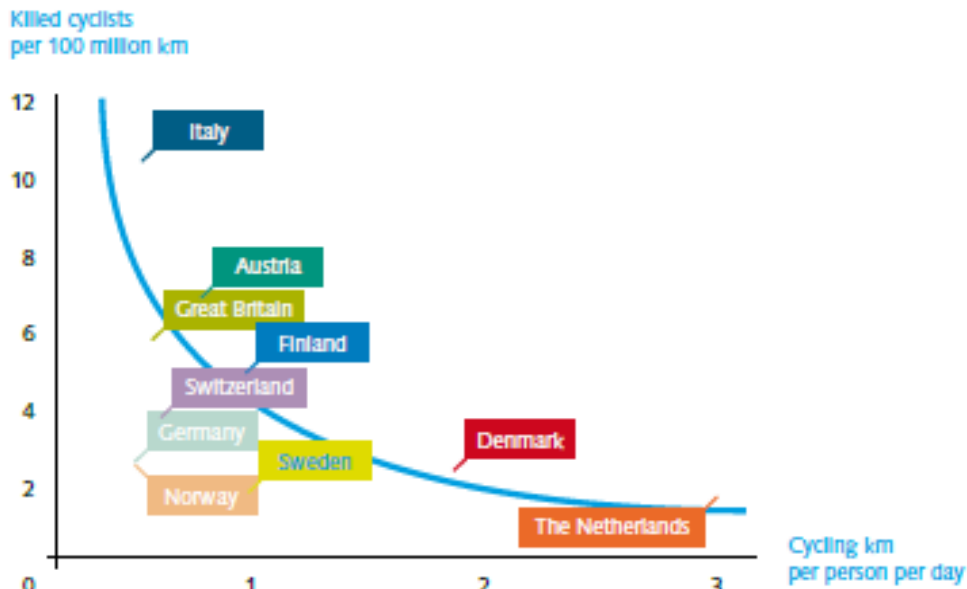 Killed cyclists
per 100 million km
12
Italy
10
8
Austria
Great Britain
6
Finland
Switzerland
4
Germany
Denmark
Sweden
2
Norway
The Netherlands
Cycling km
per person per day
0 1 2 3